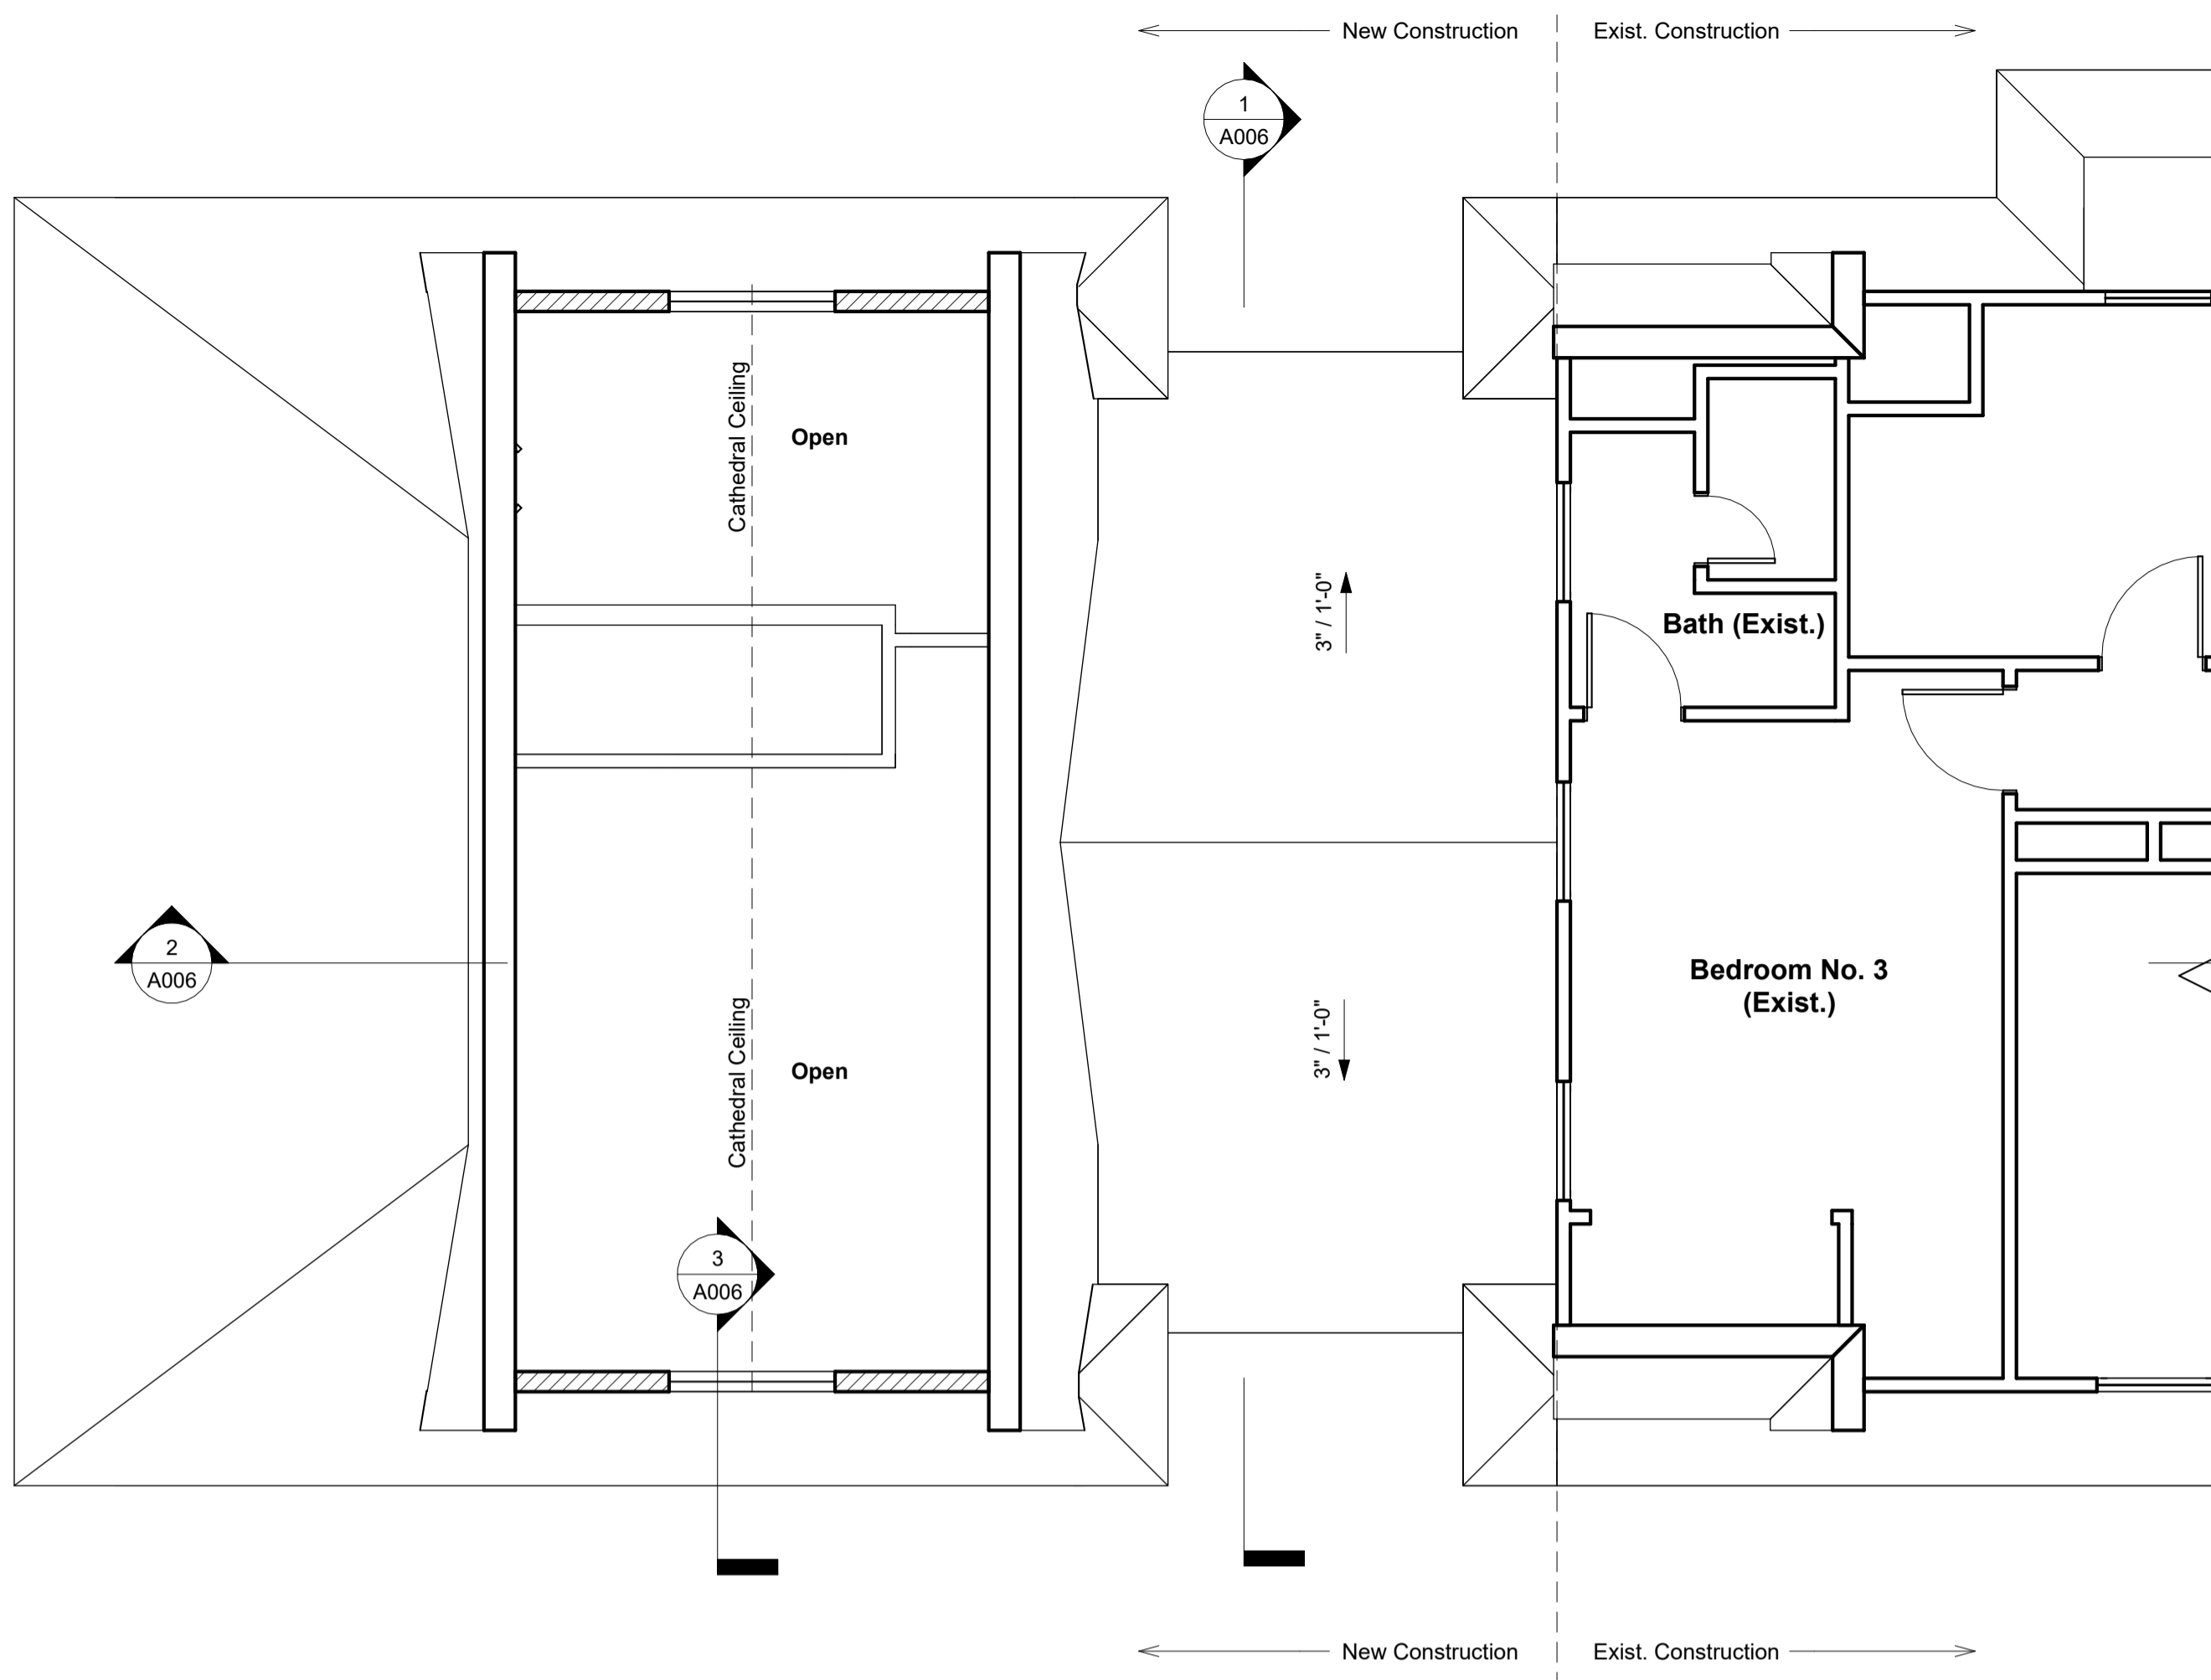 New Construction
Exist. Construction
1
A006
Cathedral Ceiling
Open
3" / 1'-0"
Bath (Exist.)
2
A006
Bedroom No. 3
(Exist.)
Cathedral Ceiling
Open
3" / 1'-0"
3
A006
New Construction
Exist. Construction